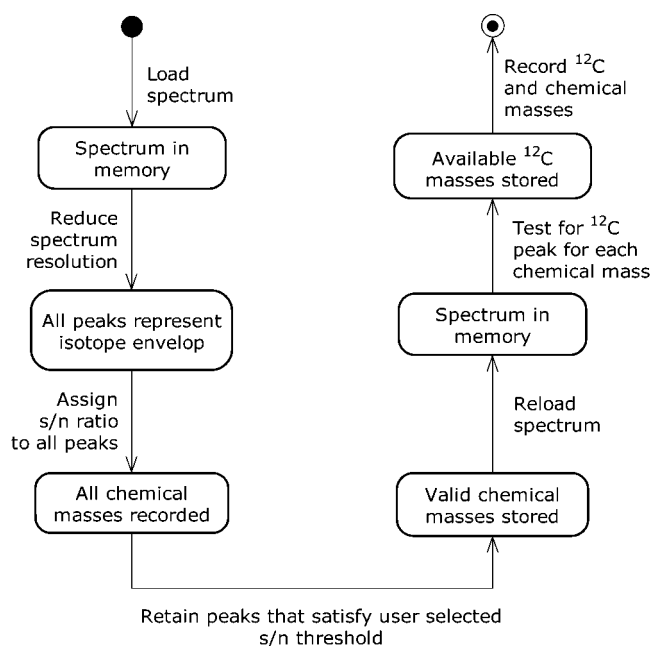 Load
spectrum
Spectrum in
memory
Reduce
spectrum
resolution
All peaks represent
isotope envelop
Assign
s/n ratio
to all peaks
All chemical
masses recorded
Retain peaks that satisfy user selected
s/n threshold
Valid chemical
masses stored
Reload
spectrum
Spectrum in
memory
Test for ¹²C
peak for each
chemical mass
Available ¹²C
masses stored
Record ¹²C
and chemical
masses